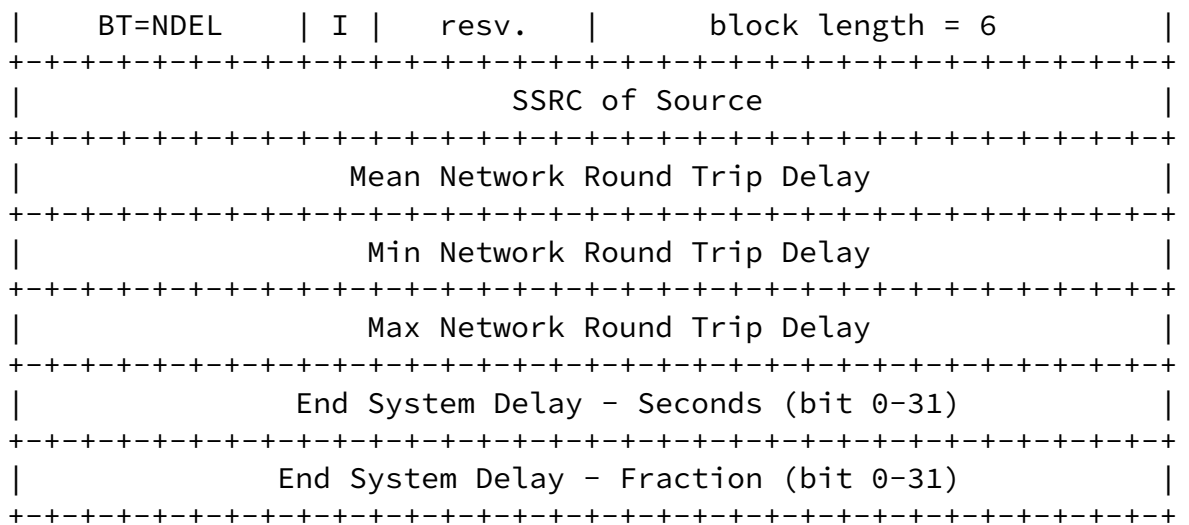 |    BT=NDEL    | I |   resv.   |      block length = 6         |
+-+-+-+-+-+-+-+-+-+-+-+-+-+-+-+-+-+-+-+-+-+-+-+-+-+-+-+-+-+-+-+-+
|                           SSRC of Source                      |
+-+-+-+-+-+-+-+-+-+-+-+-+-+-+-+-+-+-+-+-+-+-+-+-+-+-+-+-+-+-+-+-+
|                  Mean Network Round Trip Delay                |
+-+-+-+-+-+-+-+-+-+-+-+-+-+-+-+-+-+-+-+-+-+-+-+-+-+-+-+-+-+-+-+-+
|                   Min Network Round Trip Delay                |
+-+-+-+-+-+-+-+-+-+-+-+-+-+-+-+-+-+-+-+-+-+-+-+-+-+-+-+-+-+-+-+-+
|                   Max Network Round Trip Delay                |
+-+-+-+-+-+-+-+-+-+-+-+-+-+-+-+-+-+-+-+-+-+-+-+-+-+-+-+-+-+-+-+-+
|               End System Delay - Seconds (bit 0-31)           |
+-+-+-+-+-+-+-+-+-+-+-+-+-+-+-+-+-+-+-+-+-+-+-+-+-+-+-+-+-+-+-+-+
|              End System Delay - Fraction (bit 0-31)           |
+-+-+-+-+-+-+-+-+-+-+-+-+-+-+-+-+-+-+-+-+-+-+-+-+-+-+-+-+-+-+-+-+